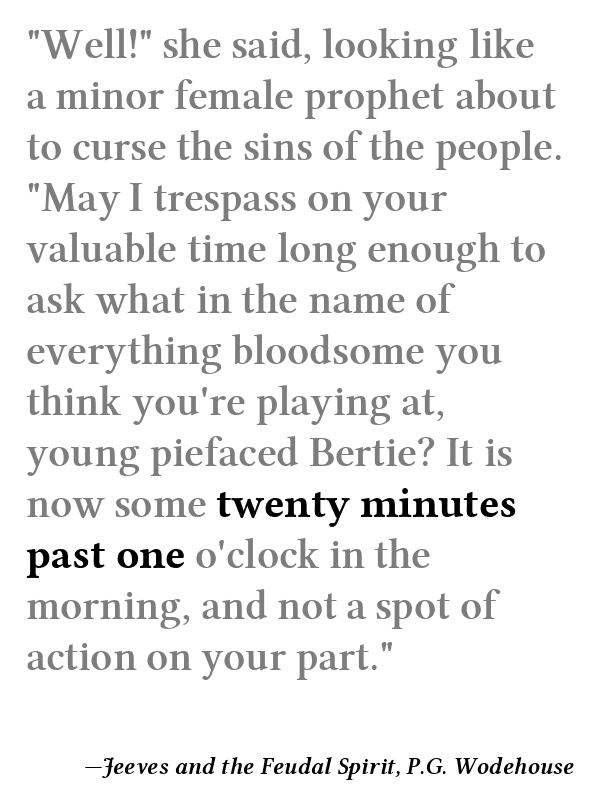 "Well!" she said, looking like
a minor female prophet about
to curse the sins of the people.
"May I trespass on your
valuable time long enough to
ask what in the name of
everything bloodsome you
think you're playing at,
young piefaced Bertie? It is
now some twenty minutes
past one o'clock in the
morning, and not a spot of
action on your part."
—Jeeves and the Feudal Spirit, P.G. Wodehouse